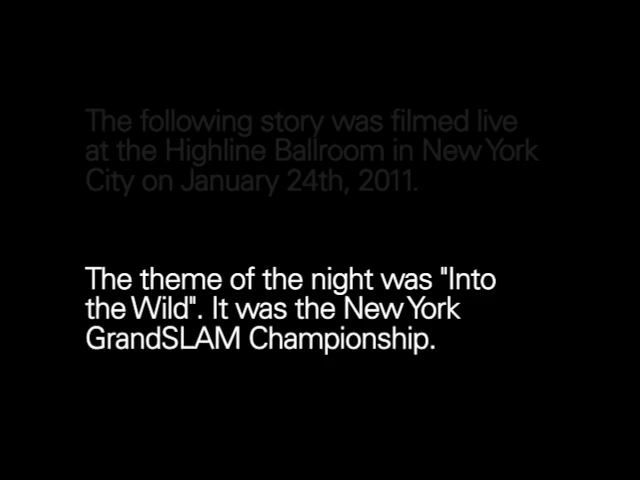 The following story was filmed live
at the Highline Ballroom in New York
City on January 24th, 2011.
The theme of the night was "Into
the Wild". It was the New York
GrandSLAM Championship.